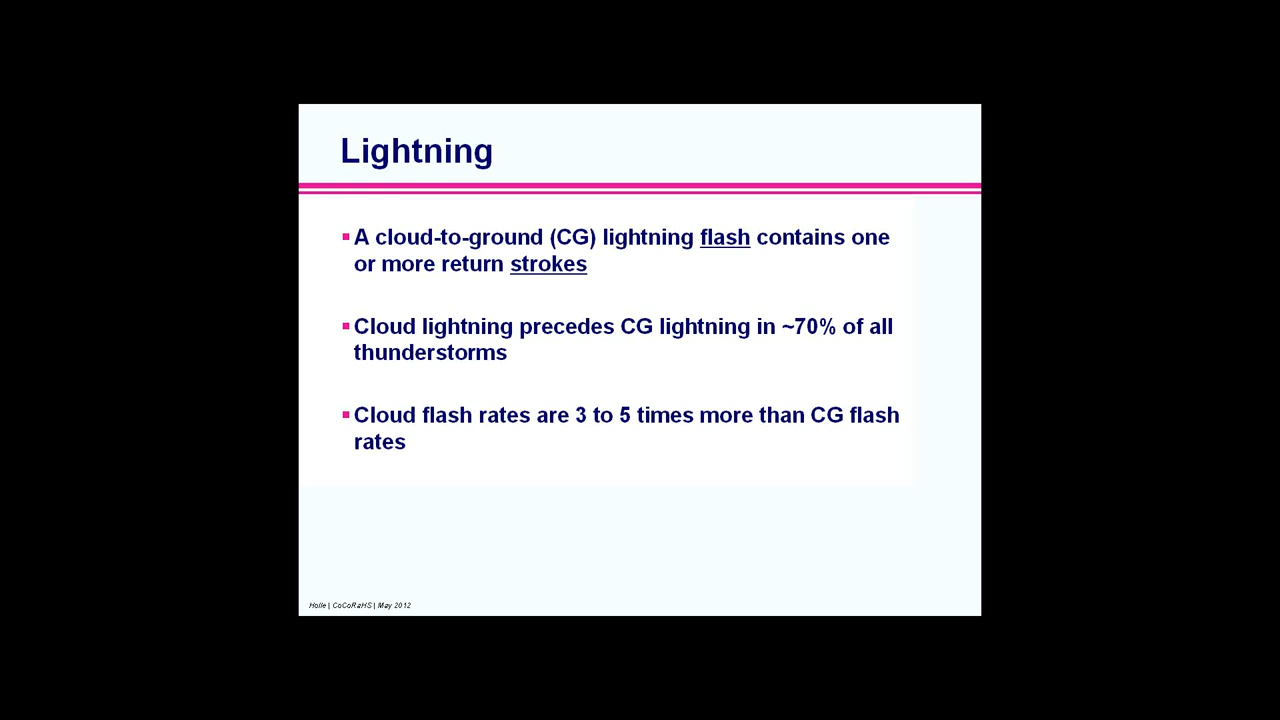 Lightning
▪A cloud-to-ground (CG) lightning flash contains one
or more return strokes
▪Cloud lightning precedes CG lightning in ~70% of all
thunderstorms
▪Cloud flash rates are 3 to 5 times more than CG flash
rates
Holle | CoCoRaHS | May 2012